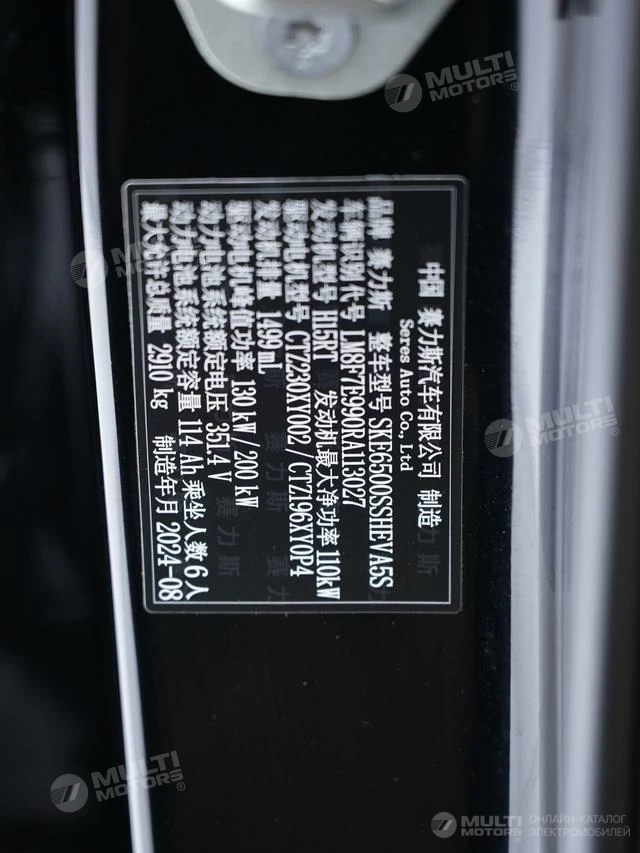 中国 赛力斯汽车有限公司 制造
Seres Auto Co., Ltd
品牌 赛力斯 整车型号 SKE6500SSHEVA5S
车辆识别代号 LM8F7E990RA113027
发动机型号 H15RT 发动机最大净功率 110kW
驱动电机型号 CTZ230XY002 / CTZ196XY0P4
发动机排量 1499mL
驱动电机峰值功率 130 kW / 200 kW
动力电池系统额定电压 351.4 V
动力电池系统额定容量 114 Ah 乘坐人数 6人
最大允许总质量 2910 kg 制造年月 2024-08
MULTI MOTORS®
MULTI MOTORS®
MULTI MOTORS ОНЛАЙН-КАТАЛОГ ЭЛЕКТРОМОБИЛЕЙ